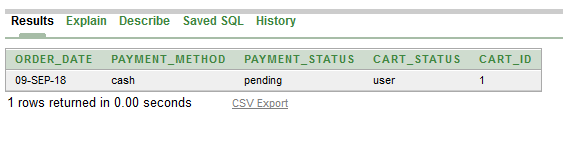 Results Explain Describe Saved SQL History
ORDER_DATE PAYMENT_METHOD PAYMENT_STATUS CART_STATUS CART_ID
09-SEP-18 cash pending user 1
1 rows returned in 0.00 seconds CSV Export